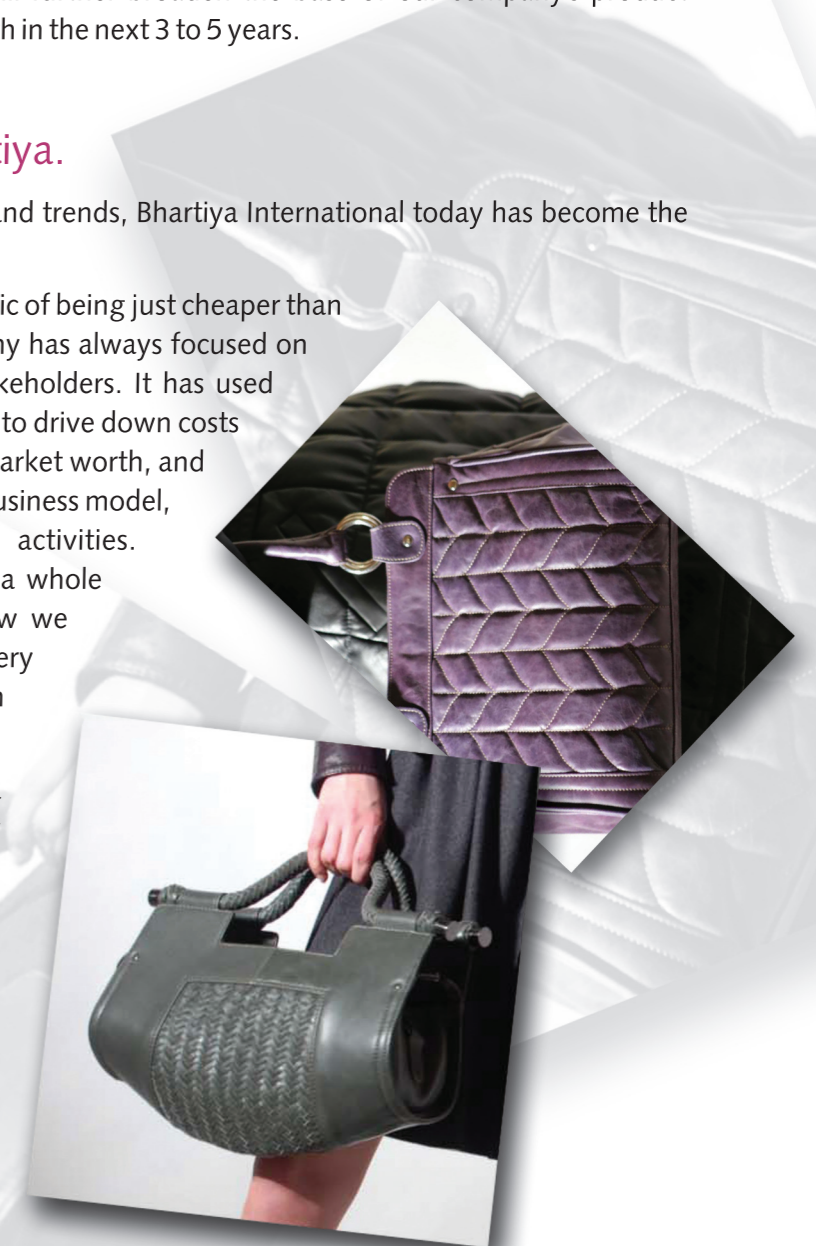 h in the next 3 to 5 years.
tiya.
and trends, Bhartiya International today has become the
ic of being just cheaper than
ny has always focused on
keholders. It has used
to drive down costs
arket worth, and
usiness model,
activities.
a whole
w we
ery